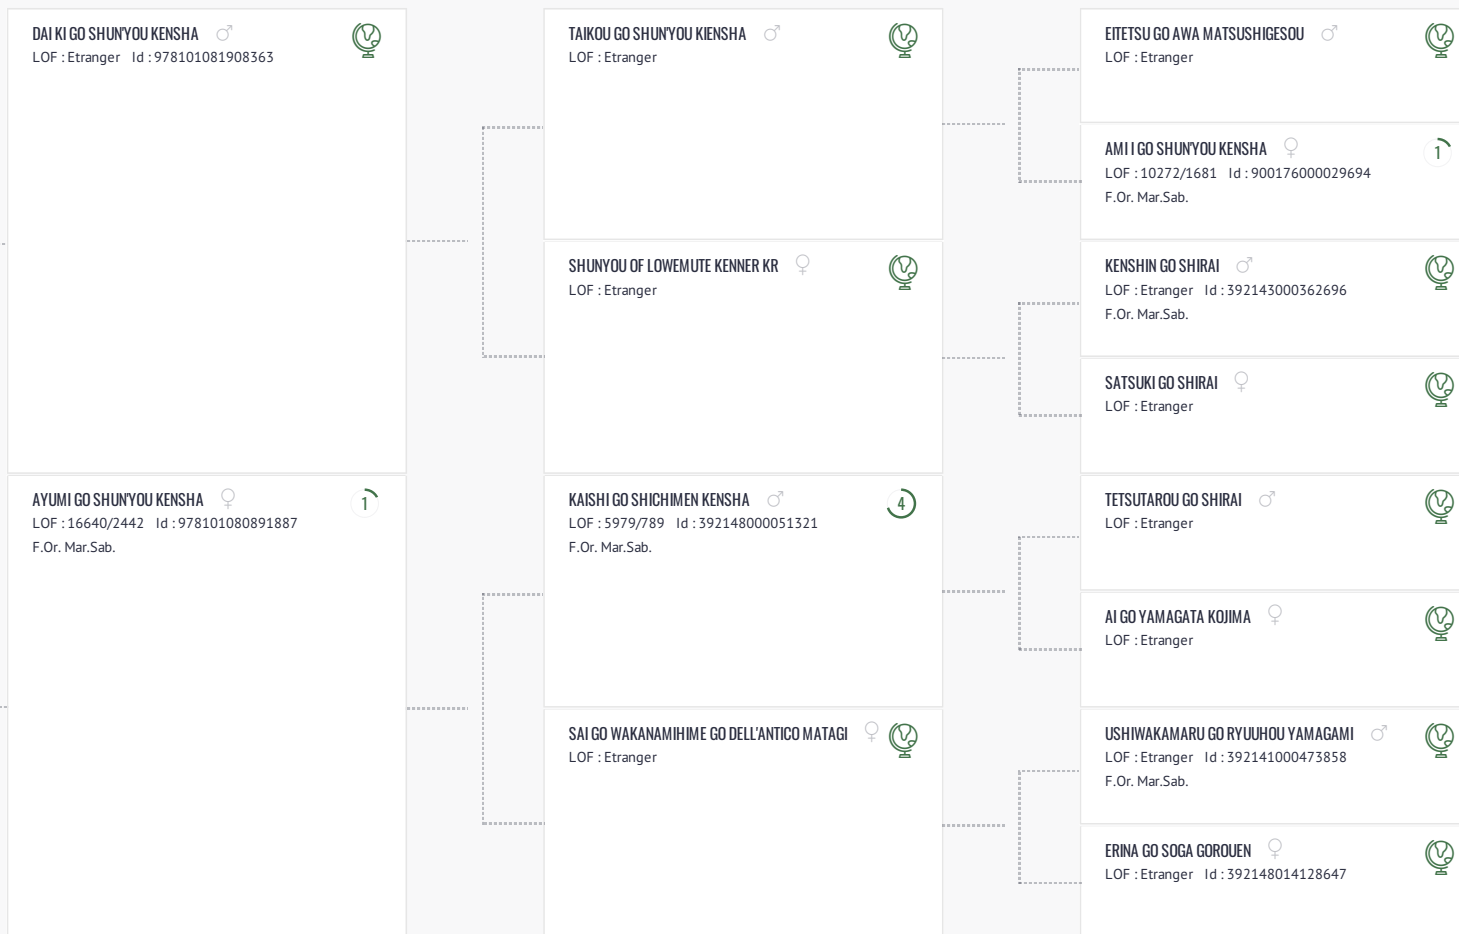 DAI KI GO SHUN'YOU KENSHA
LOF : Etranger Id : 978101081908363
AYUMI GO SHUN'YOU KENSHA
1
LOF : 16640/2442 Id : 978101080891887
F.Or. Mar.Sab.
TAIKOU GO SHUN'YOU KIENSHA
LOF : Etranger
SHUNYOU OF LOWEMUTE KENNER KR
LOF : Etranger
KAISHI GO SHICHIMEN KENSHA
4
LOF : 5979/789 Id : 392148000051321
F.Or. Mar.Sab.
SAI GO WAKANAMIHIME GO DELL'ANTICO MATAGI
LOF : Etranger
EITETSU GO AWA MATSUSHIGESOU
LOF : Etranger
AMI I GO SHUN'YOU KENSHA
1
LOF : 10272/1681 Id : 900176000029694
F.Or. Mar.Sab.
KENSHIN GO SHIRAI
LOF : Etranger Id : 392143000362696
F.Or. Mar.Sab.
SATSUKI GO SHIRAI
LOF : Etranger
TETSUTAROU GO SHIRAI
LOF : Etranger
AI GO YAMAGATA KOJIMA
LOF : Etranger
USHIWAKAMARU GO RYUUHOU YAMAGAMI
LOF : Etranger Id : 392141000473858
F.Or. Mar.Sab.
ERINA GO SOGA GOROUEN
LOF : Etranger Id : 392148014128647